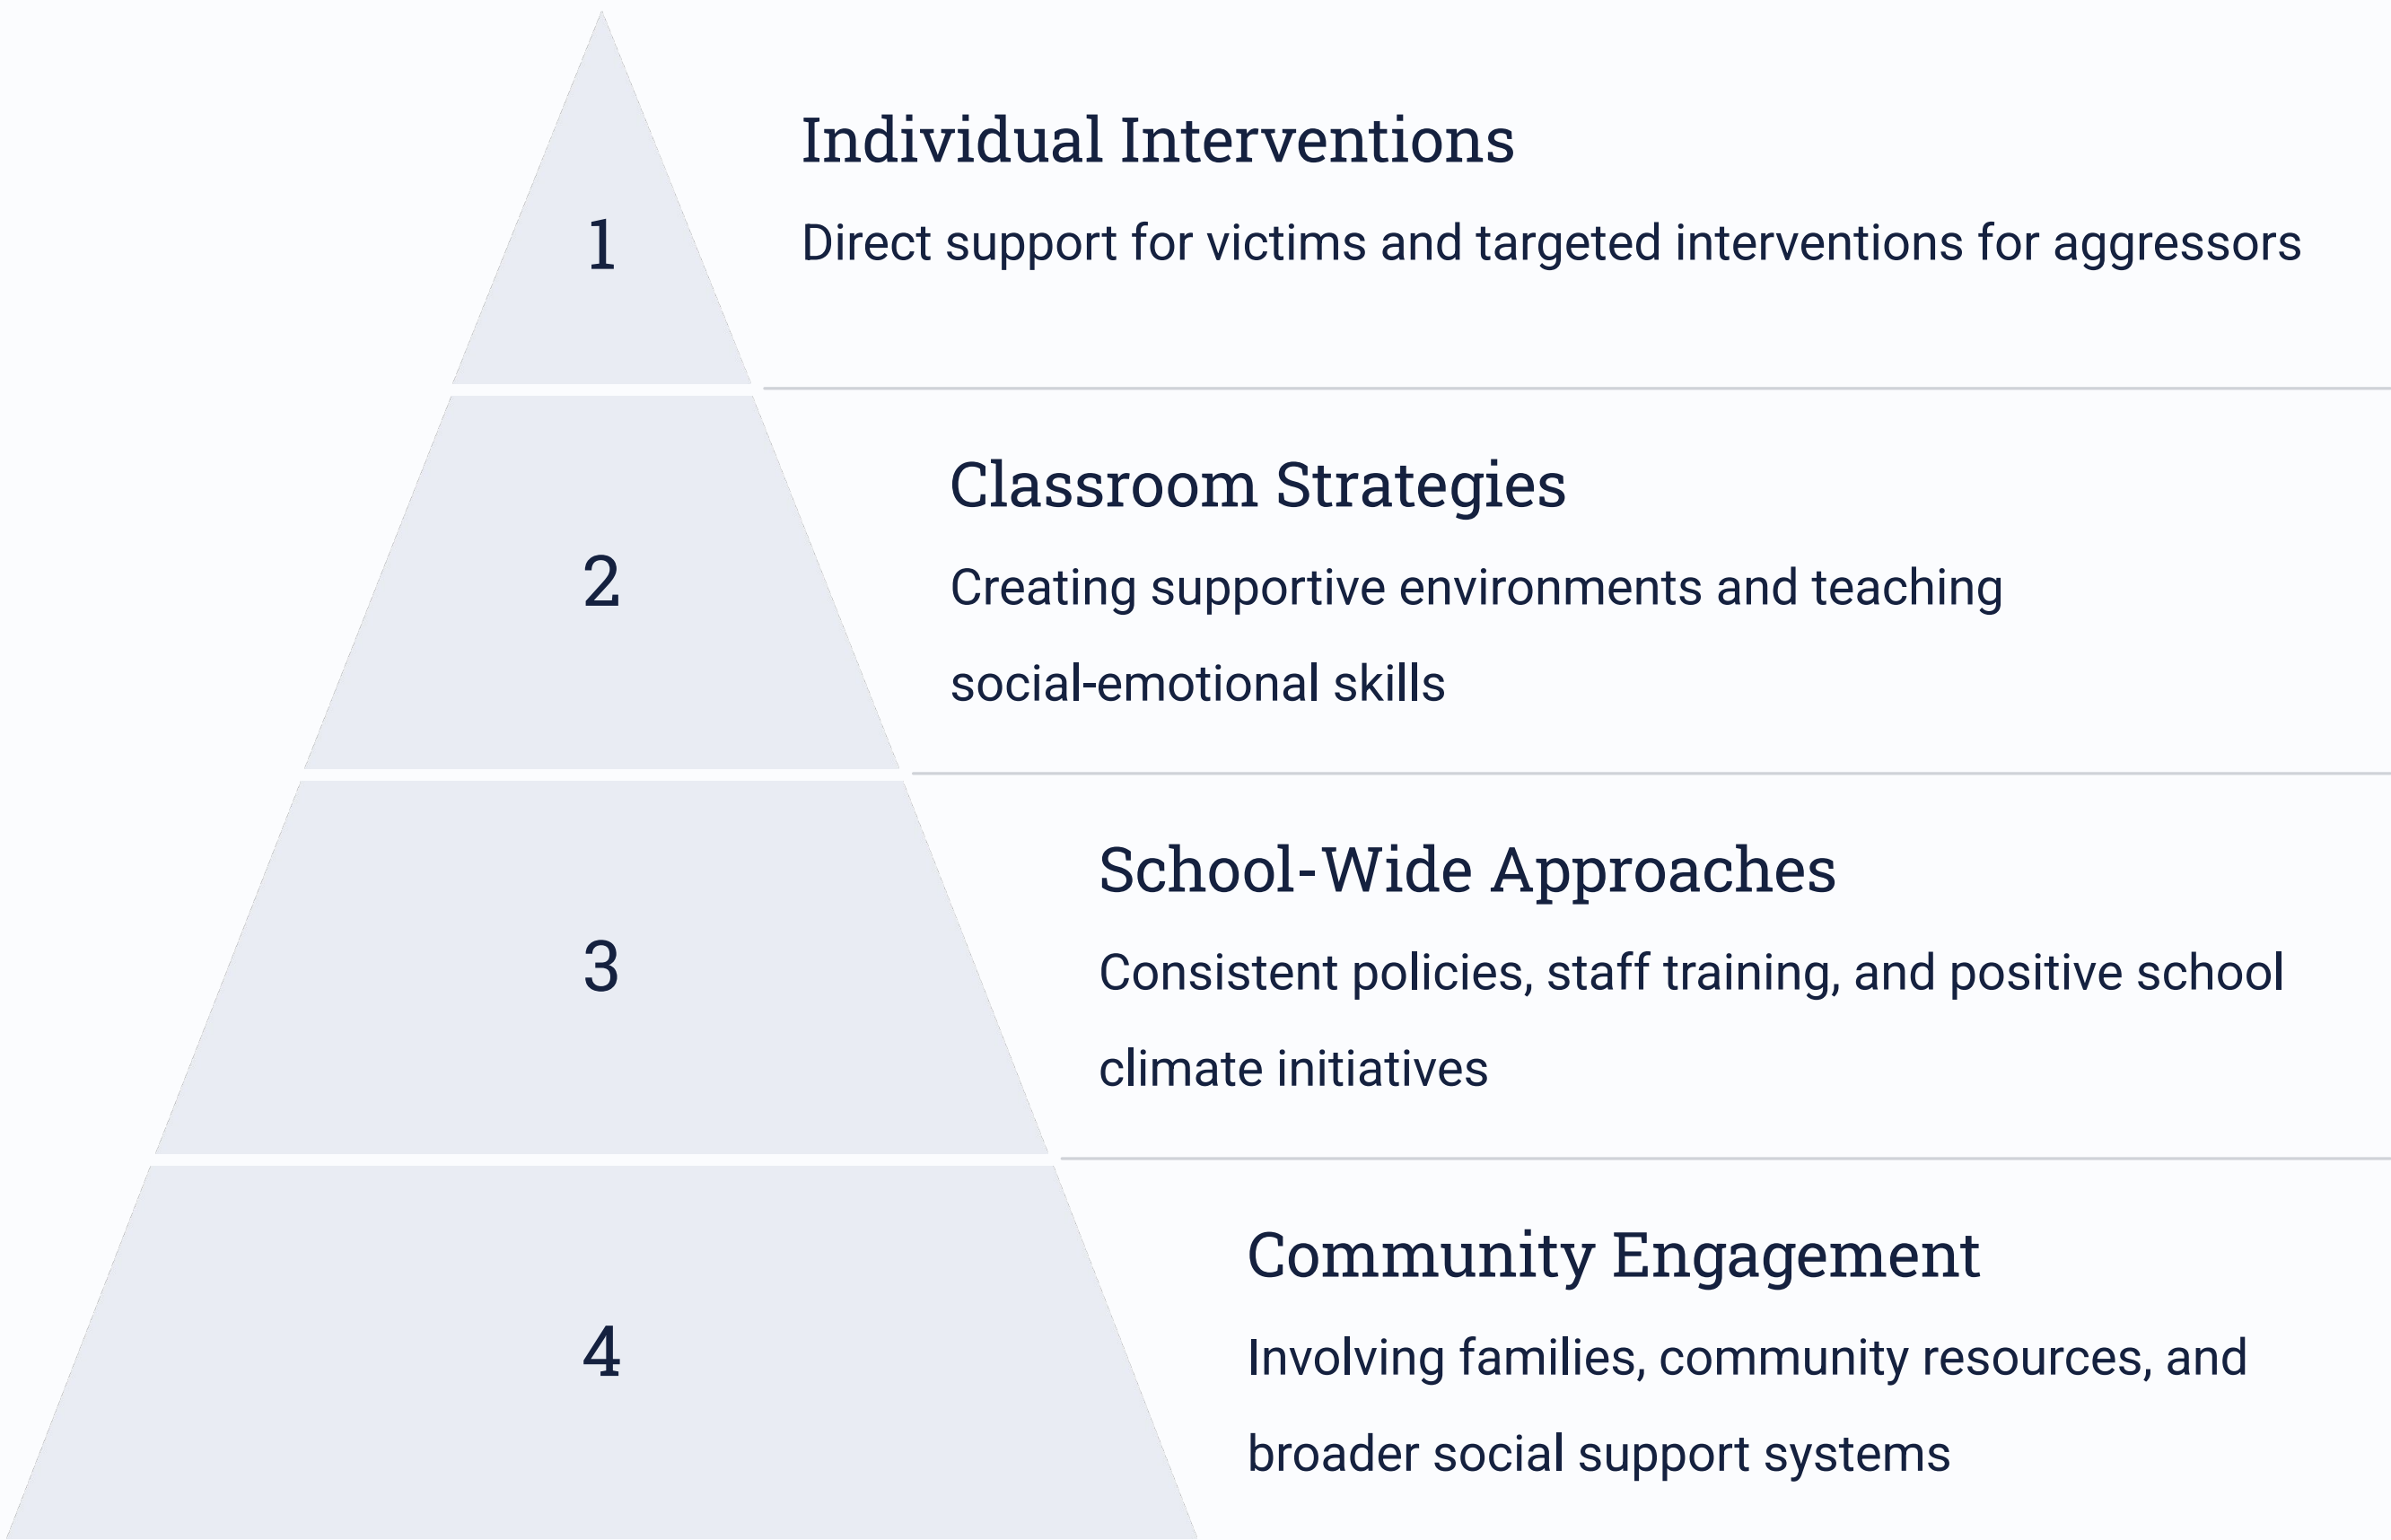 1
Individual Interventions
Direct support for victims and targeted interventions for aggressors
2
Classroom Strategies
Creating supportive environments and teaching
social-emotional skills
3
School-Wide Approaches
Consistent policies, staff training, and positive school
climate initiatives
4
Community Engagement
Involving families, community resources, and
broader social support systems